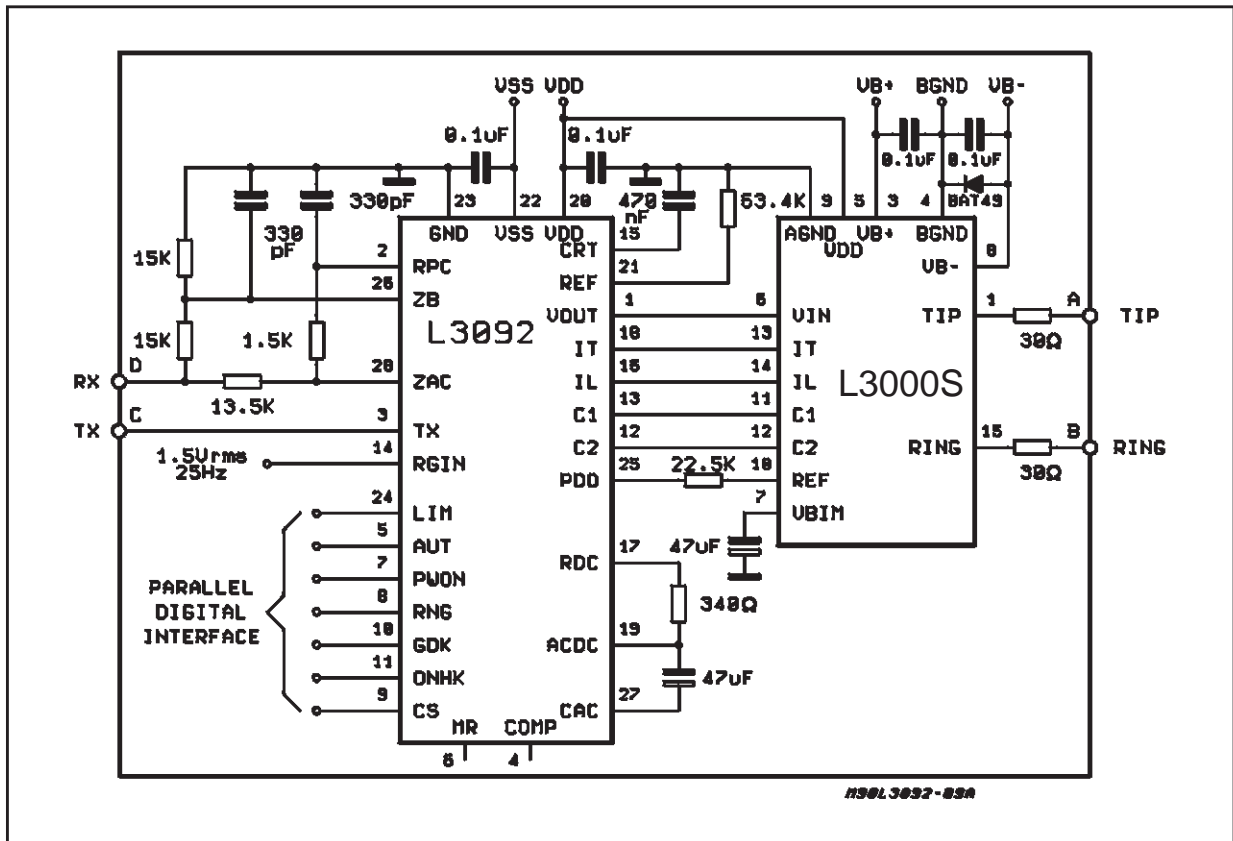 VSS VDD
VB+ BGND VB-
0.1uF
0.1uF
0.1uF
0.1uF
BAT49
330pF
330
pF
470
nF
63.4K
23
22
20
15
21
9
5
3
4
8
GND VSS VDD
CRT
REF
AGND
VDD
VB+
BGND
VB-
15K
15K
1.5K
13.5K
2
RPC
26
ZB
28
ZAC
3
TX
14
RGIN
24
LIM
5
AUT
7
PWON
8
RNG
10
GDK
11
ONHK
9
CS
L3092
1
VOUT
18
IT
16
IL
13
C1
12
C2
25
PDO
17
RDC
19
ACDC
27
CAC
MR COMP
6
4
6
VIN
13
IT
14
IL
11
C1
12
C2
22.5K
10
REF
7
VBIM
L3000S
1
TIP
A
TIP
30Ω
15
RING
B
RING
30Ω
47uF
340Ω
47uF
D
RX
C
TX
1.5Vrms
25Hz
PARALLEL
DIGITAL
INTERFACE
M90L3092-09A